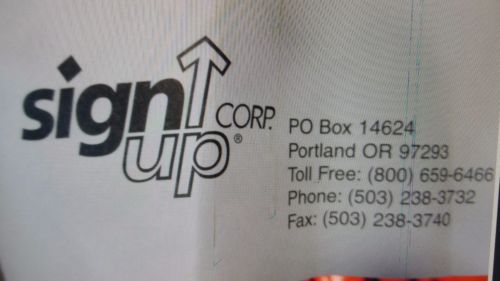 sign up CORP.®
PO Box 14624
Portland OR 97293
Toll Free: (800) 659-6466
Phone: (503) 238-3732
Fax: (503) 238-3740